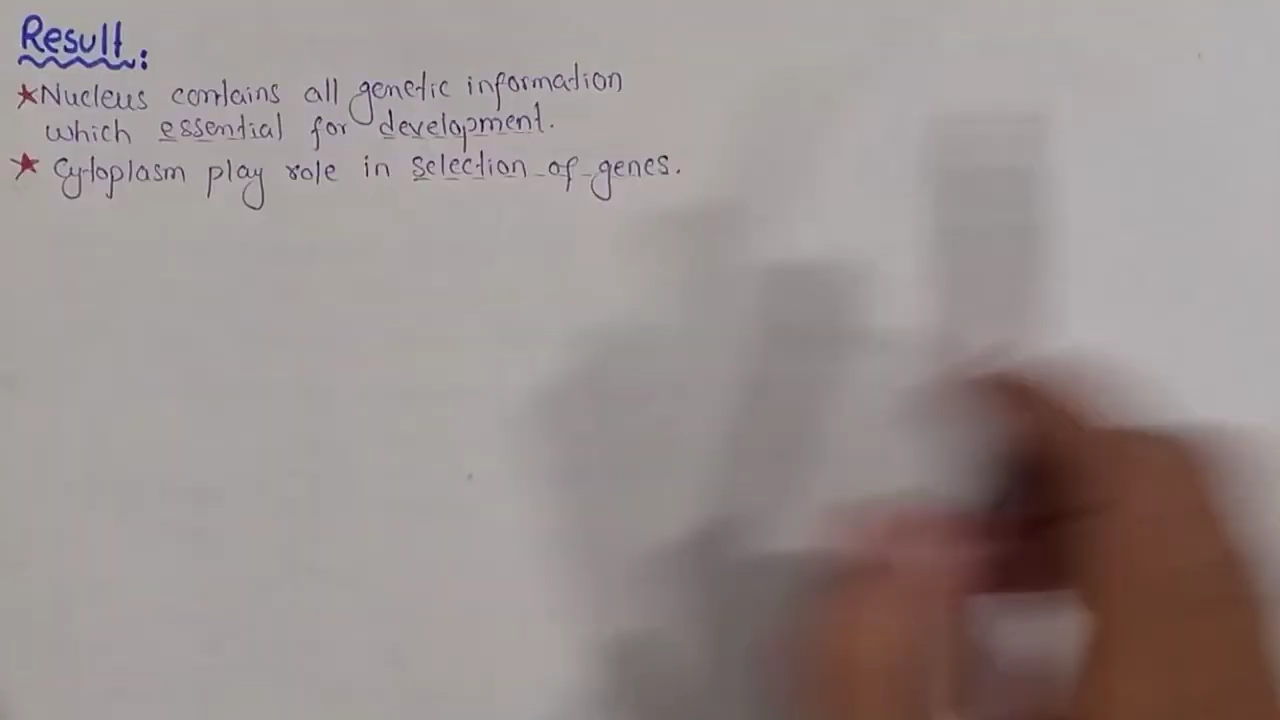 Result:
★Nucleus contains all genetic information
which essential for development.
★ Cytoplasm play role in selection of genes.